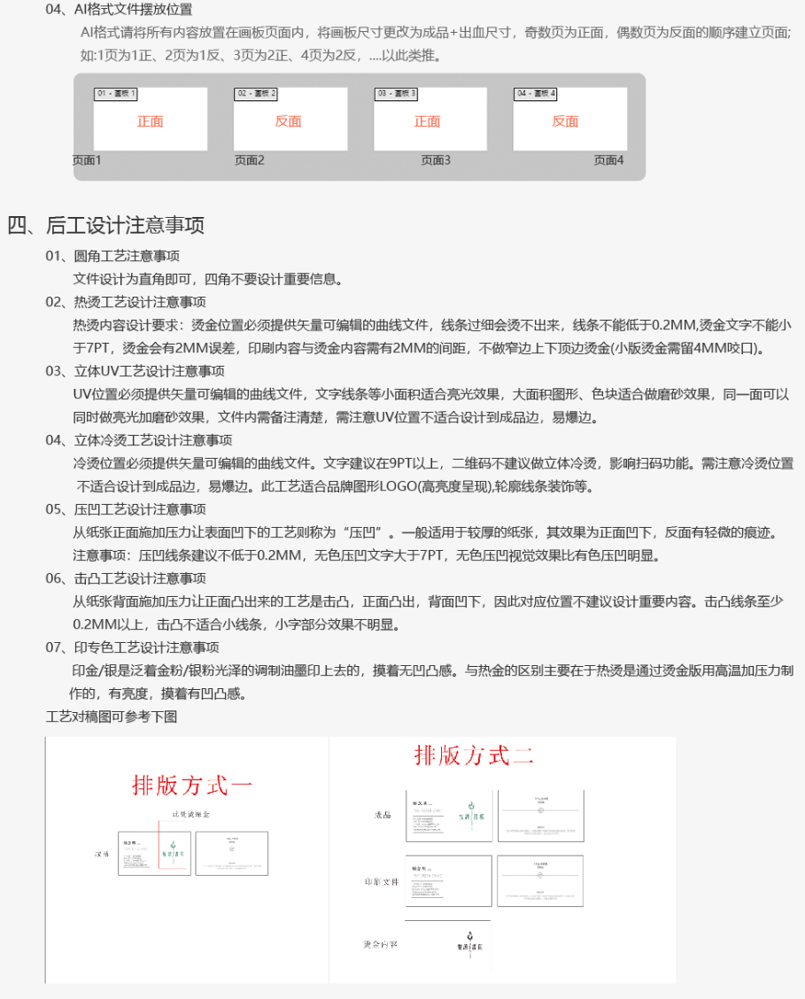 04、AI格式文件摆放位置
AI格式请将所有内容放置在画板页面内，将画板尺寸更改为成品+出血尺寸，奇数页为正面，偶数页为反面的顺序建立页面;
如:1页为1正、2页为1反、3页为2正、4页为2反，....以此类推。
01 - 画板 1
02 - 画板 2
03 - 画板 3
04 - 画板 4
正面
反面
正面
反面
页面1
页面2
页面3
页面4
四、后工设计注意事项
01、圆角工艺注意事项
文件设计为直角即可，四角不要设计重要信息。
02、热烫工艺设计注意事项
热烫内容设计要求：烫金位置必须提供矢量可编辑的曲线文件，线条过细会烫不出来，线条不能低于0.2MM,烫金文字不能小
于7PT，烫金会有2MM误差，印刷内容与烫金内容需有2MM的间距，不做窄边上下顶边烫金(小版烫金需留4MM咬口)。
03、立体UV工艺设计注意事项
UV位置必须提供矢量可编辑的曲线文件，文字线条等小面积适合亮光效果，大面积图形、色块适合做磨砂效果，同一面可以
同时做亮光加磨砂效果，文件内需备注清楚，需注意UV位置不适合设计到成品边，易爆边。
04、立体冷烫工艺设计注意事项
冷烫位置必须提供矢量可编辑的曲线文件。文字建议在9PT以上，二维码不建议做立体冷烫，影响扫码功能。需注意冷烫位置
不适合设计到成品边，易爆边。此工艺适合品牌图形LOGO(高亮度呈现),轮廓线条装饰等。
05、压凹工艺设计注意事项
从纸张正面施加压力让表面凹下的工艺则称为“压凹”。一般适用于较厚的纸张，其效果为正面凹下，反面有轻微的痕迹。
注意事项：压凹线条建议不低于0.2MM，无色压凹文字大于7PT，无色压凹视觉效果比有色压凹明显。
06、击凸工艺设计注意事项
从纸张背面施加压力让正面凸出来的工艺是击凸，正面凸出，背面凹下，因此对应位置不建议设计重要内容。击凸线条至少
0.2MM以上，击凸不适合小线条，小字部分效果不明显。
07、印专色工艺设计注意事项
印金/银是泛着金粉/银粉光泽的调制油墨印上去的，摸着无凹凸感。与热金的区别主要在于热烫是通过烫金版用高温加压力制
作的，有亮度，摸着有凹凸感。
工艺对稿图可参考下图
排版方式一
此处烫绿金
成品
排版方式二
成品
印刷文件
烫金内容